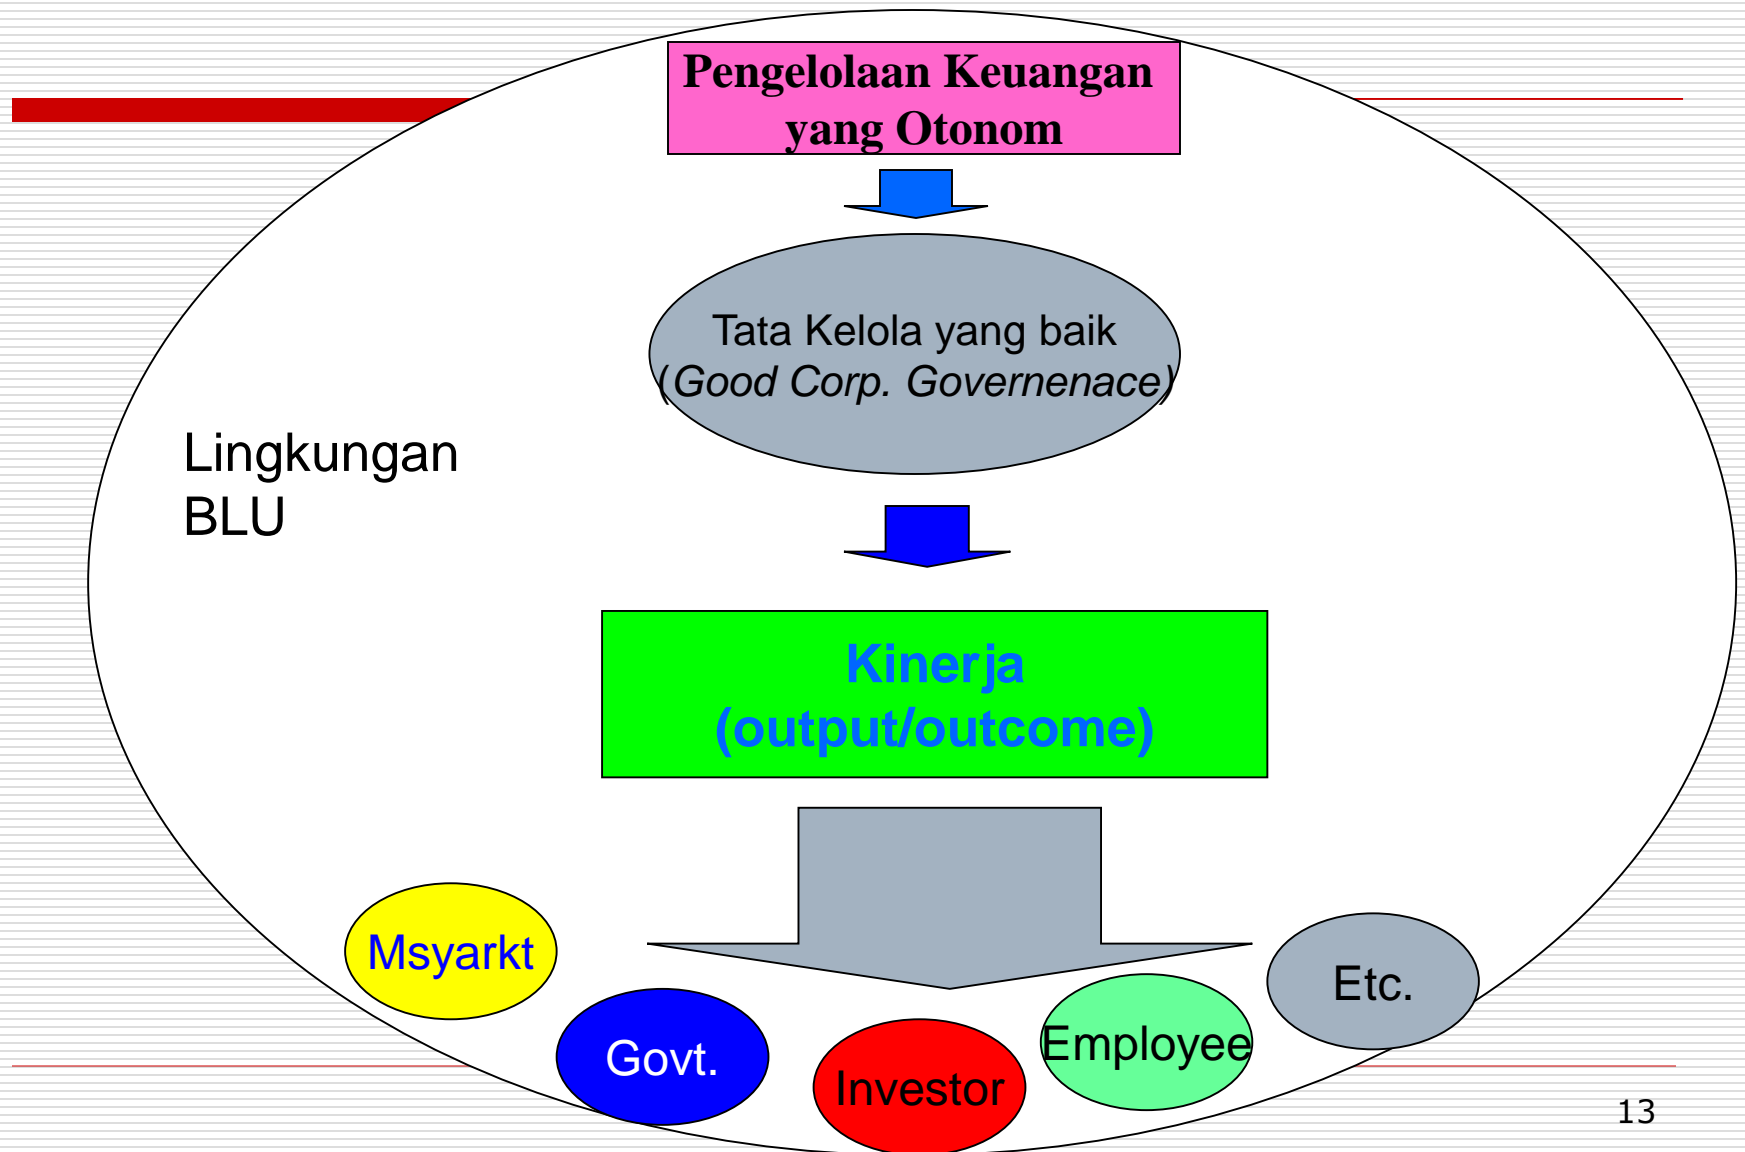 Pengelolaan Keuangan
yang Otonom
Tata Kelola yang baik
(Good Corp. Governenace)
Lingkungan
BLU
Kinerja
(output/outcome)
Msyarkt
Govt.
Investor
Employee
Etc.
13